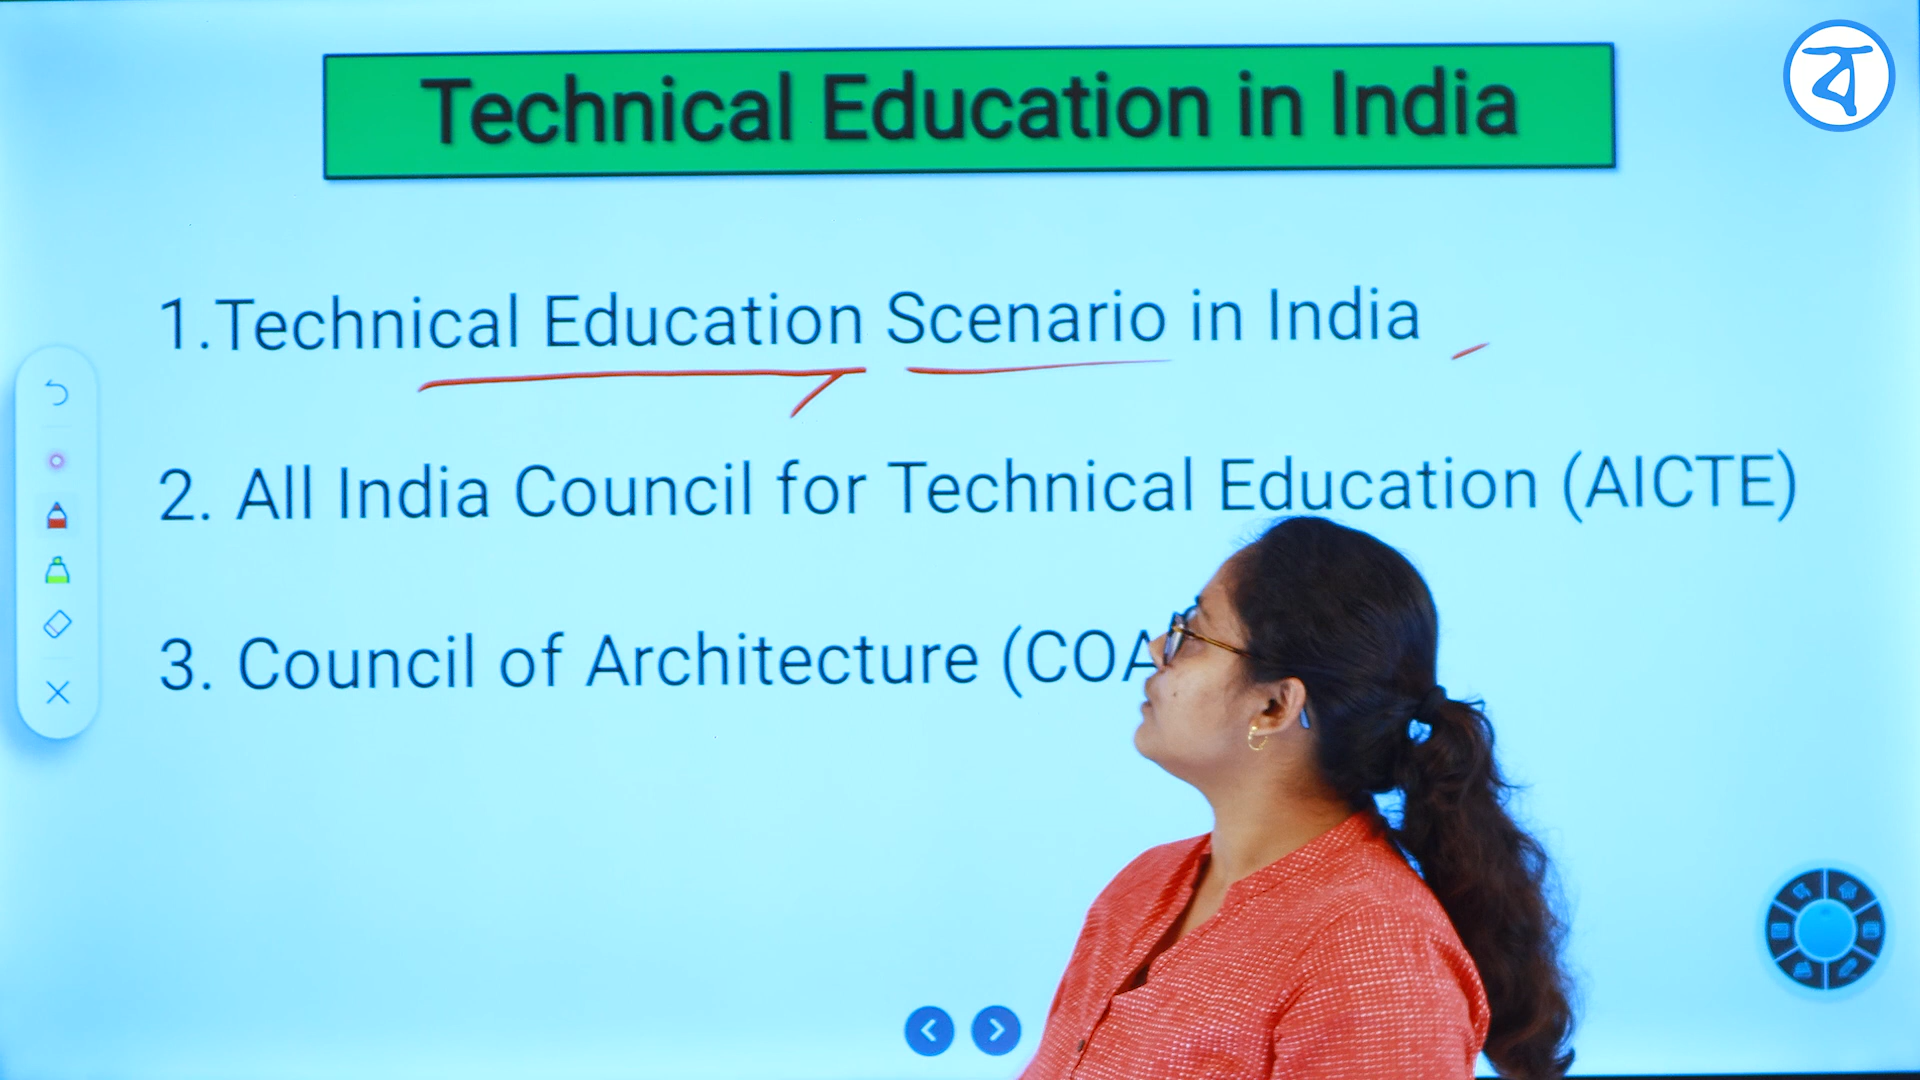 ব
Technical Education in India
1.Technical Education Scenario in India
2. All India Council for Technical Education (AICTE)
3. Council of Architecture (COA